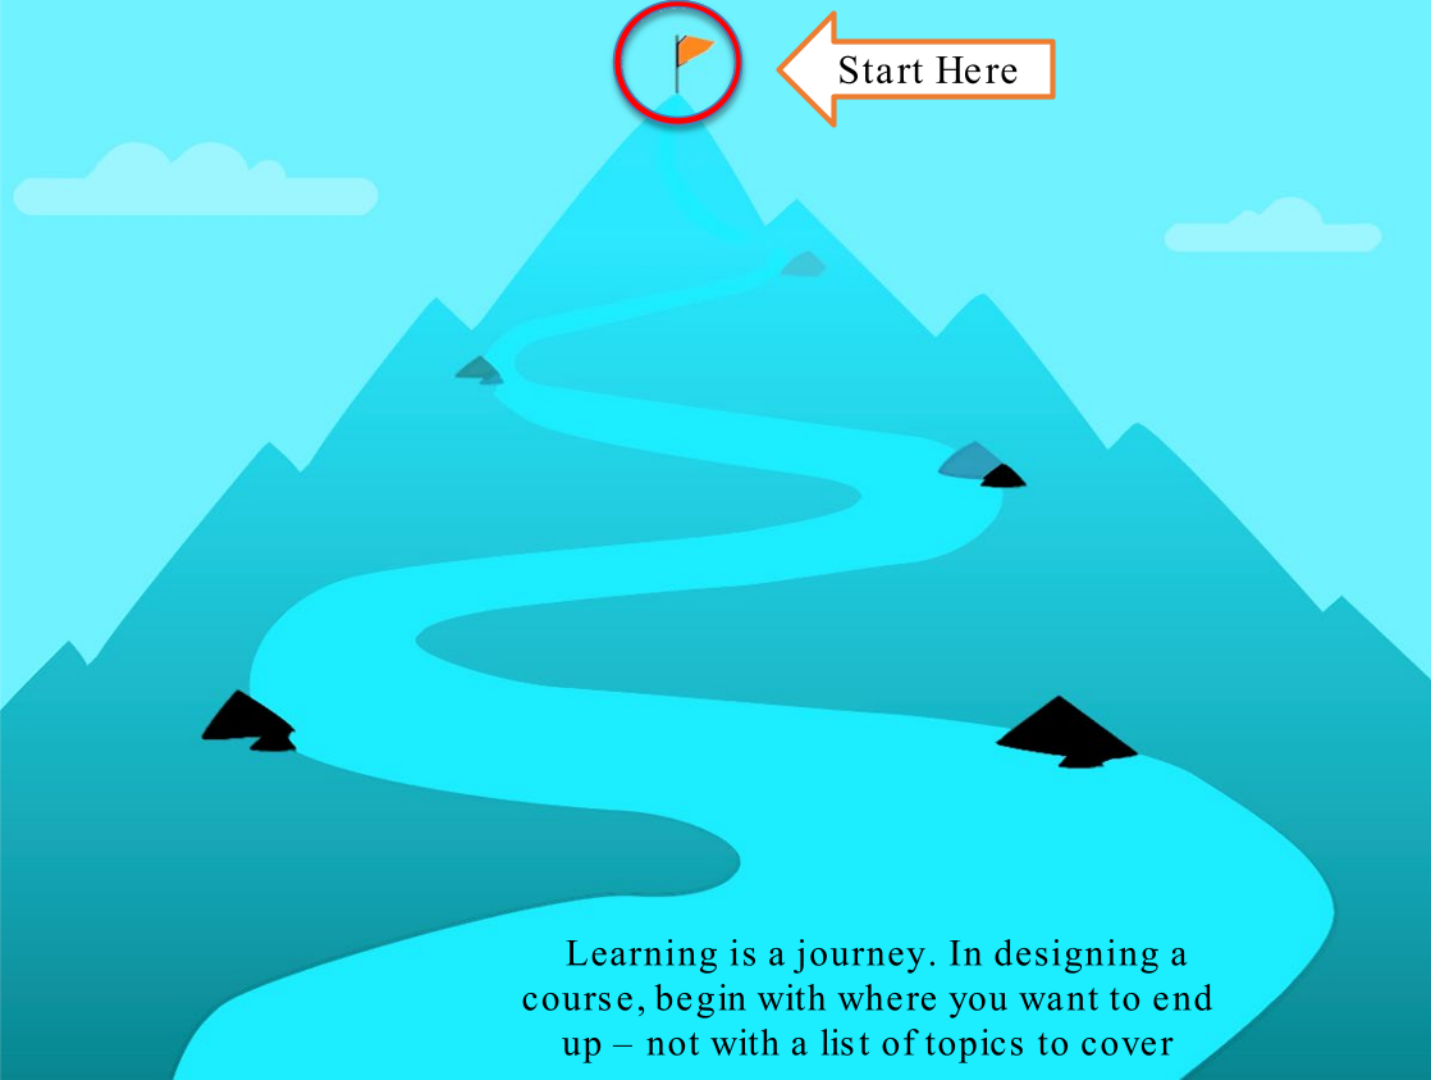 Start Here
Learning is a journey. In designing a
course, begin with where you want to end
up – not with a list of topics to cover